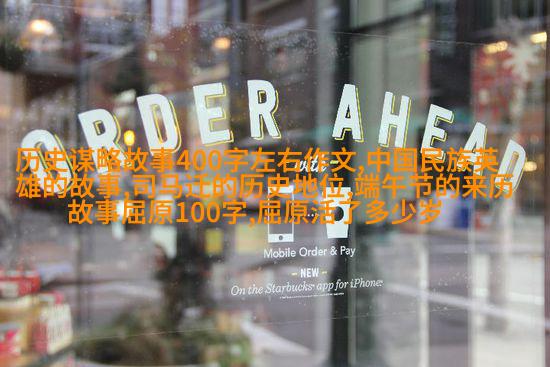 ORDER AHEAD
with
历史谋略故事400字左右作文,中国民族英
雄的故事,司马迁的历史地位,端午节的来历
故事屈原100字,屈原活了多少岁
Mobile Order & Pay
– NEW –
On the Starbucks® app for iPhone®